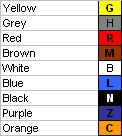 Yellow G
Grey H
Red R
Brown M
White B
Blue L
Black N
Purple Z
Orange C